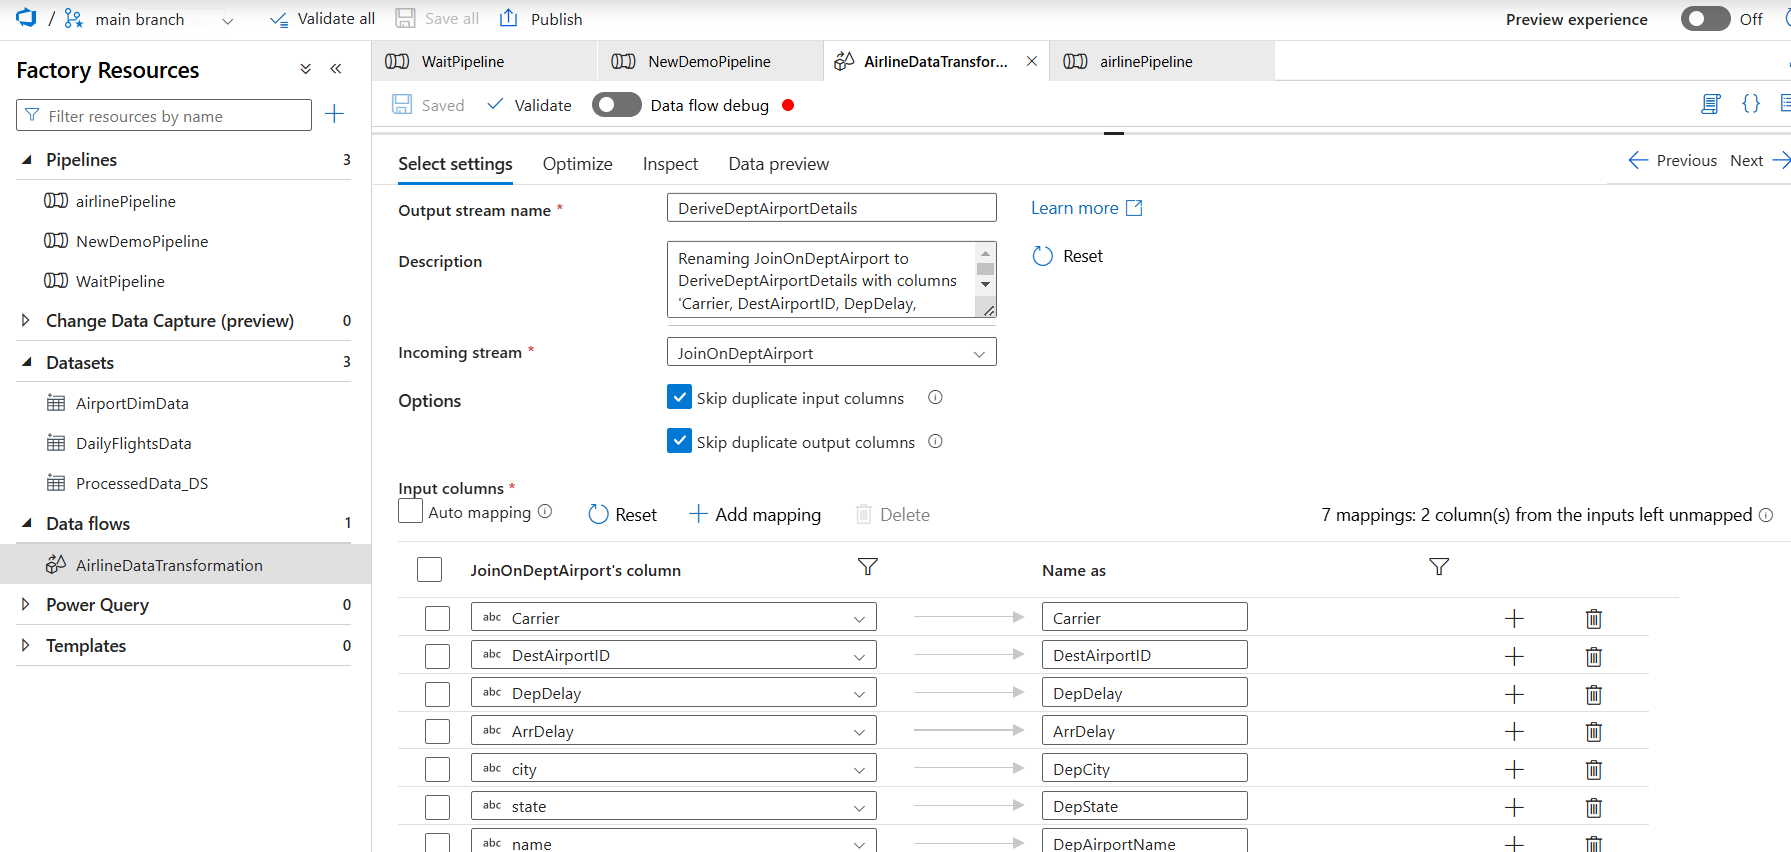 / main branch
Validate all
Save all
Publish
Preview experience
Off
Factory Resources
Filter resources by name
Pipelines 3
airlinePipeline
NewDemoPipeline
WaitPipeline
Change Data Capture (preview) 0
Datasets 3
AirportDimData
DailyFlightsData
ProcessedData_DS
Data flows 1
AirlineDataTransformation
Power Query 0
Templates 0
WaitPipeline
NewDemoPipeline
AirlineDataTransfor...
airlinePipeline
Saved
Validate
Data flow debug
{}
Select settings
Optimize
Inspect
Data preview
Previous
Next
Output stream name *
DeriveDeptAirportDetails
Learn more
Description
Renaming JoinOnDeptAirport to
DeriveDeptAirportDetails with columns
'Carrier, DestAirportID, DepDelay,
Reset
Incoming stream *
JoinOnDeptAirport
Options
Skip duplicate input columns
Skip duplicate output columns
Input columns *
Auto mapping
Reset
Add mapping
Delete
7 mappings: 2 column(s) from the inputs left unmapped
JoinOnDeptAirport's column
Name as
abc Carrier
Carrier
abc DestAirportID
DestAirportID
abc DepDelay
DepDelay
abc ArrDelay
ArrDelay
abc city
DepCity
abc state
DepState
abc name
DepAirportName